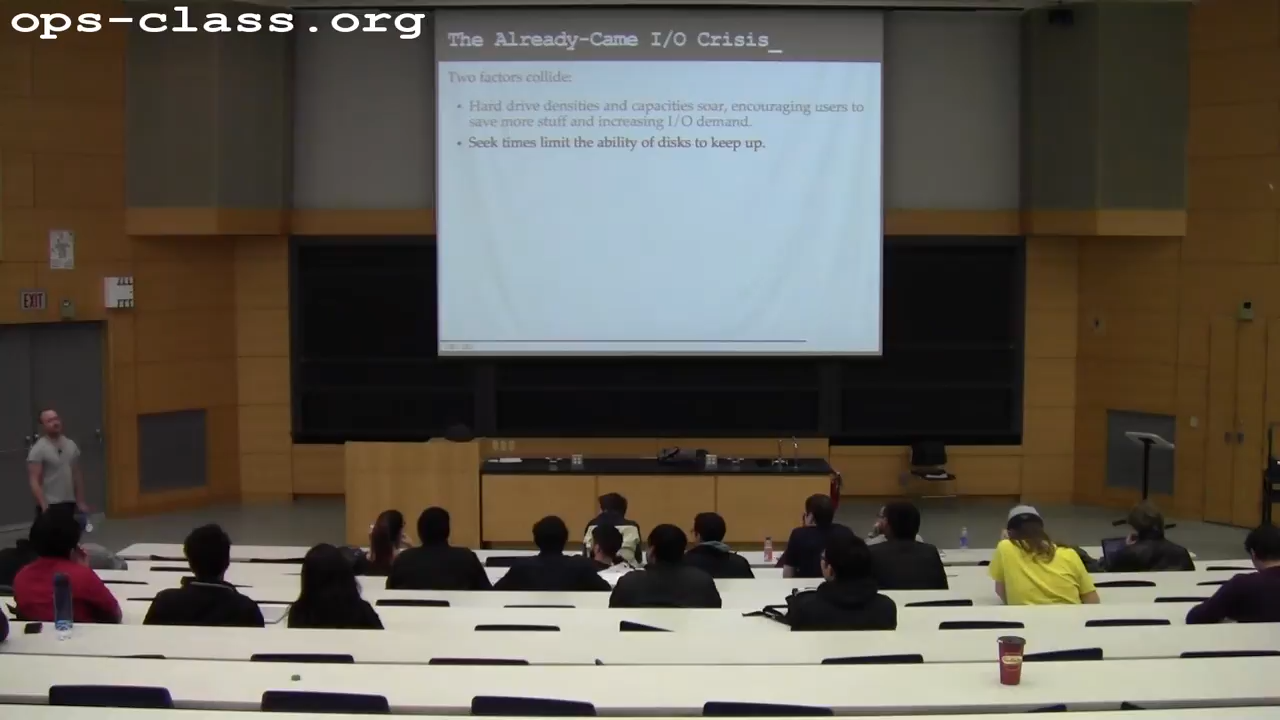 ops-class.org
The Already-Came I/O Crisis_
Two factors collide:
• Hard drive densities and capacities soar, encouraging users to
save more stuff and increasing I/O demand.
• Seek times limit the ability of disks to keep up.
EXIT